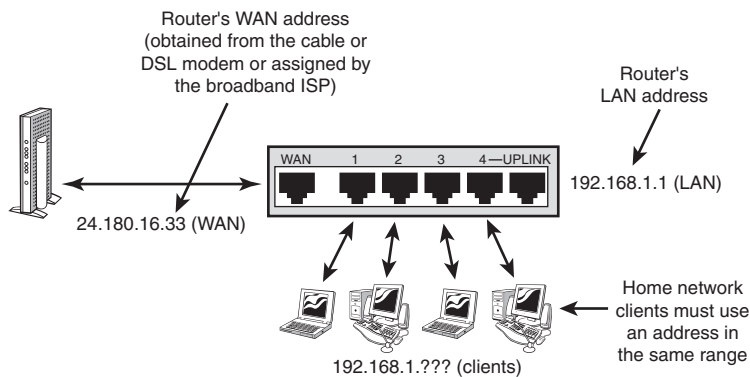 Router's WAN address
(obtained from the cable or
DSL modem or assigned by
the broadband ISP)
Router's
LAN address
WAN 1 2 3 4—UPLINK
192.168.1.1 (LAN)
24.180.16.33 (WAN)
Home network
clients must use
an address in
the same range
192.168.1.??? (clients)